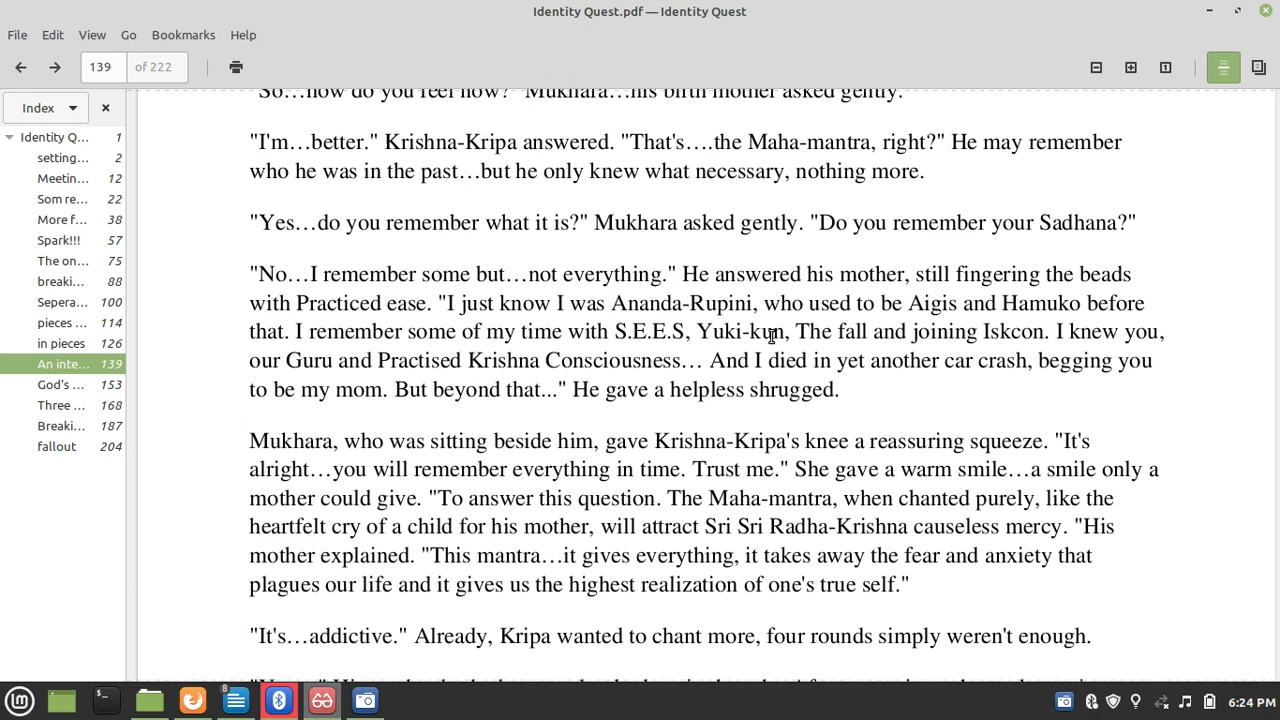 Identity Quest.pdf — Identity Quest
File Edit View Go Bookmarks Help
139 of 222
Index
Identity Q... 1
setting... 2
Meetin... 12
Som re... 22
More f... 38
Spark!!! 57
The on... 75
breaki... 88
Sepera... 100
pieces ... 114
in pieces 126
An inte... 139
God's ... 153
Three ... 168
Breaki... 187
fallout 204
"So…how do you feel now?" Mukhara…his birth mother asked gently.
"I'm…better." Krishna-Kripa answered. "That's….the Maha-mantra, right?" He may remember
who he was in the past…but he only knew what necessary, nothing more.
"Yes…do you remember what it is?" Mukhara asked gently. "Do you remember your Sadhana?"
"No…I remember some but…not everything." He answered his mother, still fingering the beads
with Practiced ease. "I just know I was Ananda-Rupini, who used to be Aigis and Hamuko before
that. I remember some of my time with S.E.E.S, Yuki-kun, The fall and joining Iskcon. I knew you,
our Guru and Practised Krishna Consciousness… And I died in yet another car crash, begging you
to be my mom. But beyond that..." He gave a helpless shrugged.
Mukhara, who was sitting beside him, gave Krishna-Kripa's knee a reassuring squeeze. "It's
alright…you will remember everything in time. Trust me." She gave a warm smile…a smile only a
mother could give. "To answer this question. The Maha-mantra, when chanted purely, like the
heartfelt cry of a child for his mother, will attract Sri Sri Radha-Krishna causeless mercy. "His
mother explained. "This mantra…it gives everything, it takes away the fear and anxiety that
plagues our life and it gives us the highest realization of one's true self."
"It's…addictive." Already, Kripa wanted to chant more, four rounds simply weren't enough.
8
6:24 PM